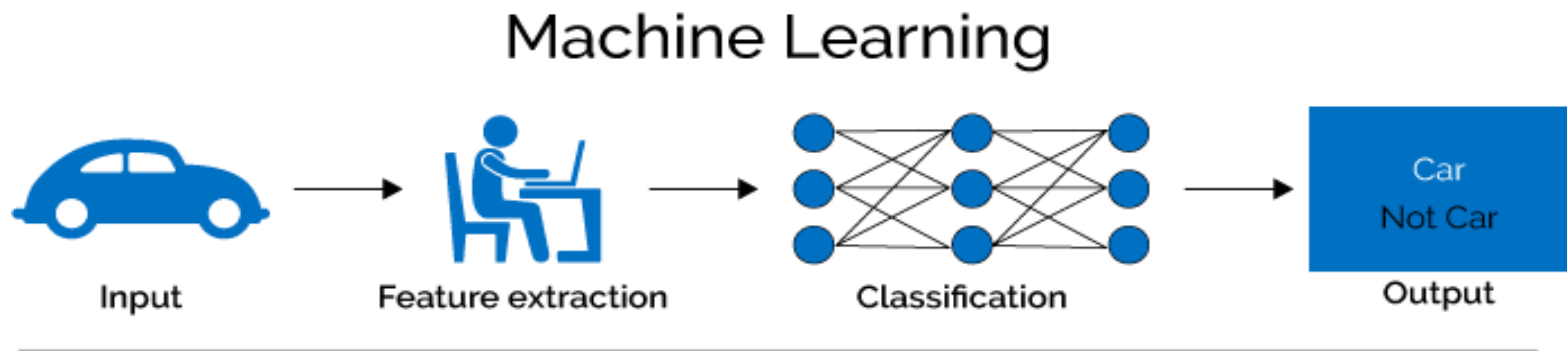 Machine Learning
Car
Not Car
Input
Feature extraction
Classification
Output